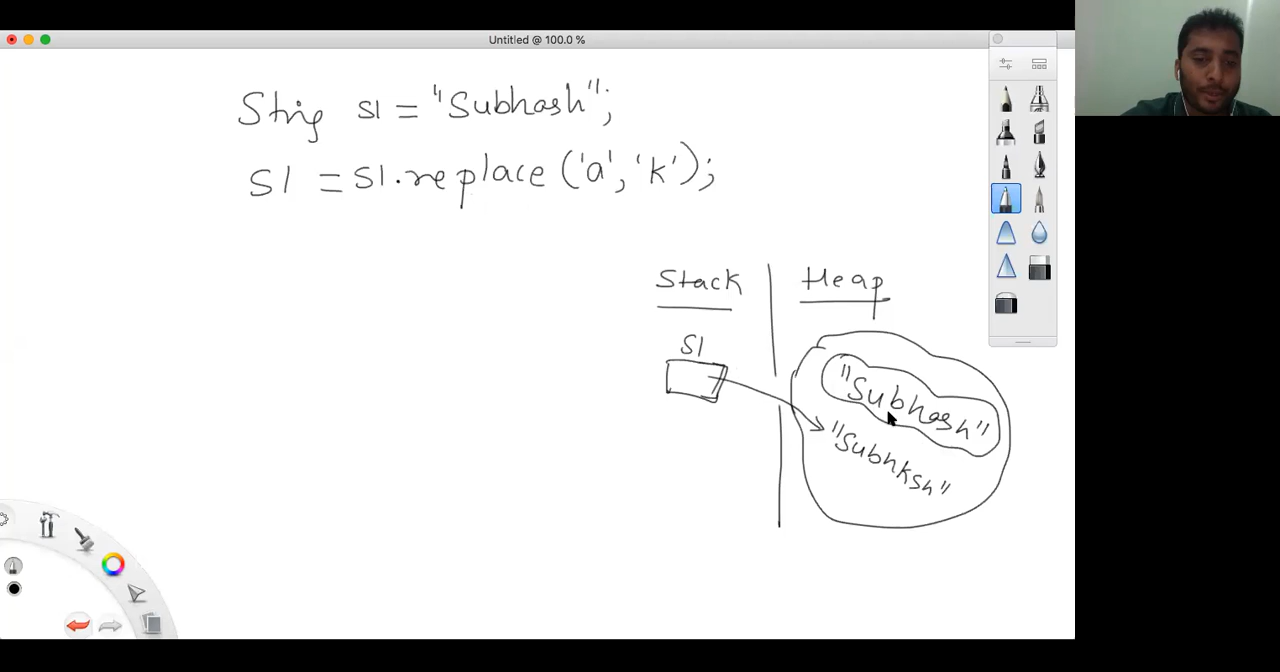 Untitled @ 100.0 %
Strig s1 = "Subhash";
S1 = S1.replace ('a', 'k');
Stack
Heap
S1
"Subhash"
"Subhksh"